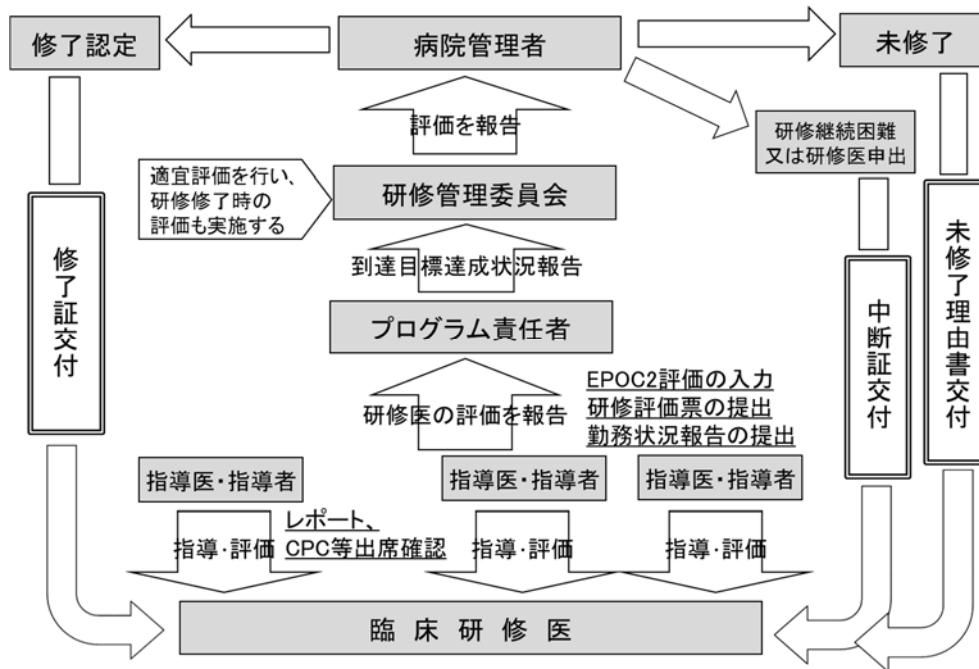 修了認定
病院管理者
未修了
評価を報告
研修継続困難
又は研修医申出
適宜評価を行い、
研修修了時の
評価も実施する
研修管理委員会
到達目標達成状況報告
プログラム責任者
修了証交付
中断証交付
未修了理由書交付
EPOC2評価の入力
研修評価票の提出
勤務状況報告の提出
研修医の評価を報告
指導医・指導者
指導医・指導者
指導医・指導者
レポート、
CPC等出席確認
指導・評価
指導・評価
指導・評価
臨床研修医